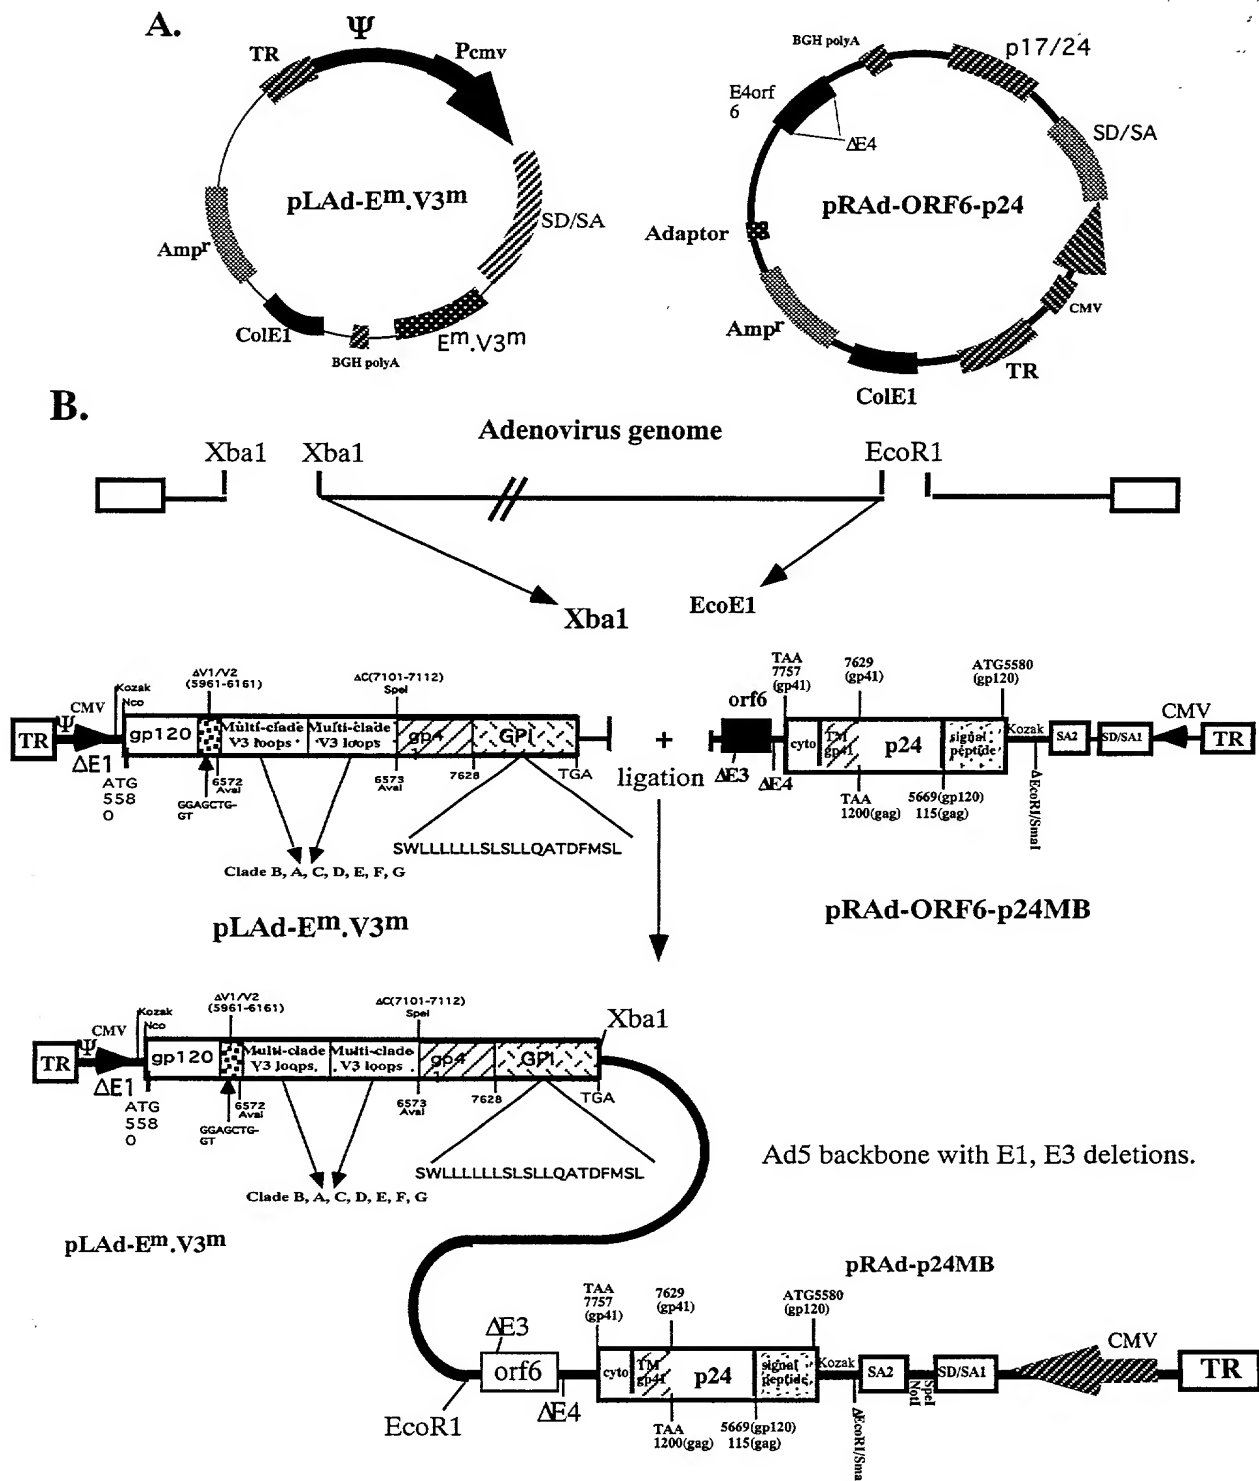 A.
Ψ
TR
Pcmv
pLAd-Em.V3m
SD/SA
Ampr
ColE1
BGH polyA
Em.V3m
BGH polyA
p17/24
E4orf
6
ΔE4
SD/SA
pRAd-ORF6-p24
Adaptor
CMV
Ampr
TR
ColE1
B.
Adenovirus genome
Xba1
Xba1
EcoR1
Xba1
EcoE1
ΔV1/V2
(5961-6161)
ΔC(7101-7112)
SpeI
Kozak
Nco
CMV
Ψ
TR
gp120
Multi-clade
V3 loops
Multi-clade
V3 loops
gp4
1
GPI
ΔE1
ATG
558
0
GGAGCTG-
GT
6572
AvaI
6573
AvaI
7628
TGA
SWLLLLLLSLSLLQATDFMSL
Clade B, A, C, D, E, F, G
pLAd-Em.V3m
+
ligation
TAA
7757
(gp41)
7629
(gp41)
ATG5580
(gp120)
orf6
cyto
TM
gp41
p24
signal
peptide
Kozak
SA2
SD/SA1
CMV
TR
ΔE3
ΔE4
TAA
1200(gag)
5669(gp120)
115(gag)
ΔEcoRI/SmaI
pRAd-ORF6-p24MB
ΔV1/V2
(5961-6161)
ΔC(7101-7112)
SpeI
Kozak
Nco
Xba1
CMV
Ψ
TR
gp120
Multi-clade
V3 loops.
Multi-clade
V3 loops
gp4
1
GPI
ΔE1
ATG
558
0
GGAGCTG-
GT
6572
AvaI
6573
AvaI
7628
TGA
SWLLLLLLSLSLLQATDFMSL
Clade B, A, C, D, E, F, G
Ad5 backbone with E1, E3 deletions.
pLAd-Em.V3m
pRAd-p24MB
TAA
7757
(gp41)
7629
(gp41)
ATG5580
(gp120)
ΔE3
orf6
cyto
TM
gp41
p24
signal
peptide
Kozak
SA2
NotI
SpeI
SD/SA1
CMV
TR
EcoR1
ΔE4
TAA
1200(gag)
5669(gp120)
115(gag)
ΔEcoRI/Sma